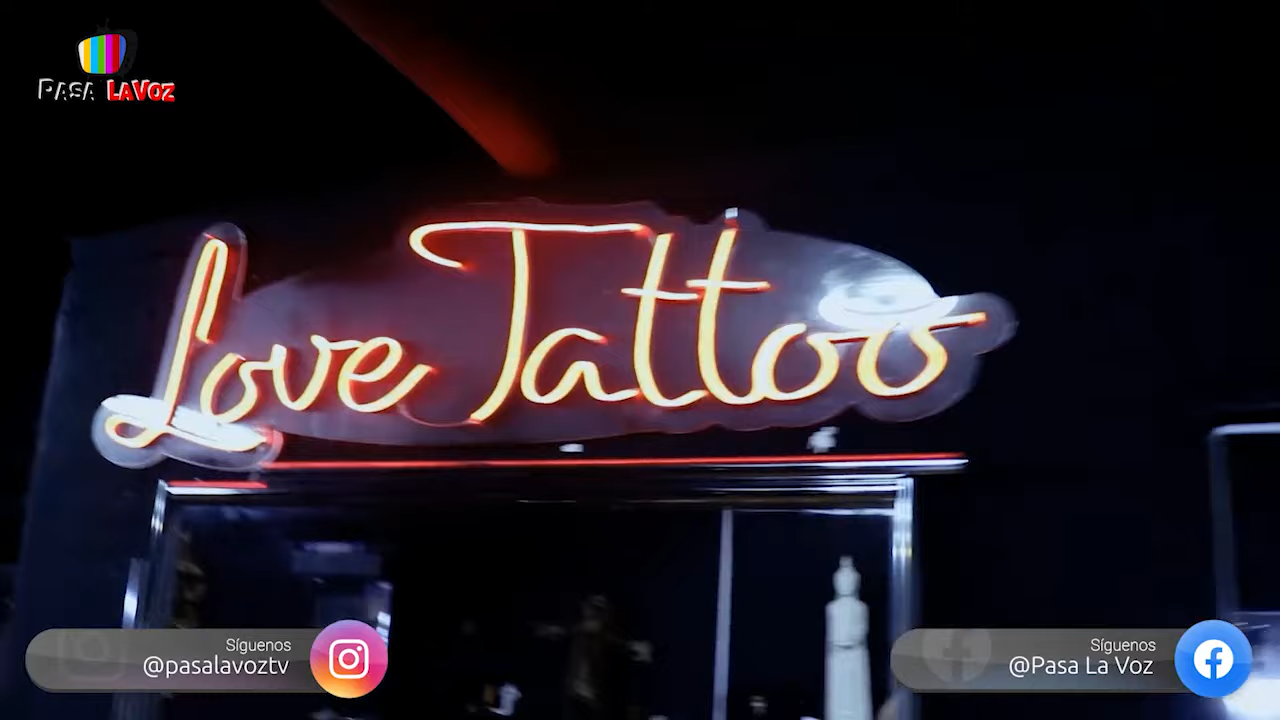 PASA LAVOZ
Love Tattoo
Síguenos
@pasalavoztv
Síguenos
@Pasa La Voz